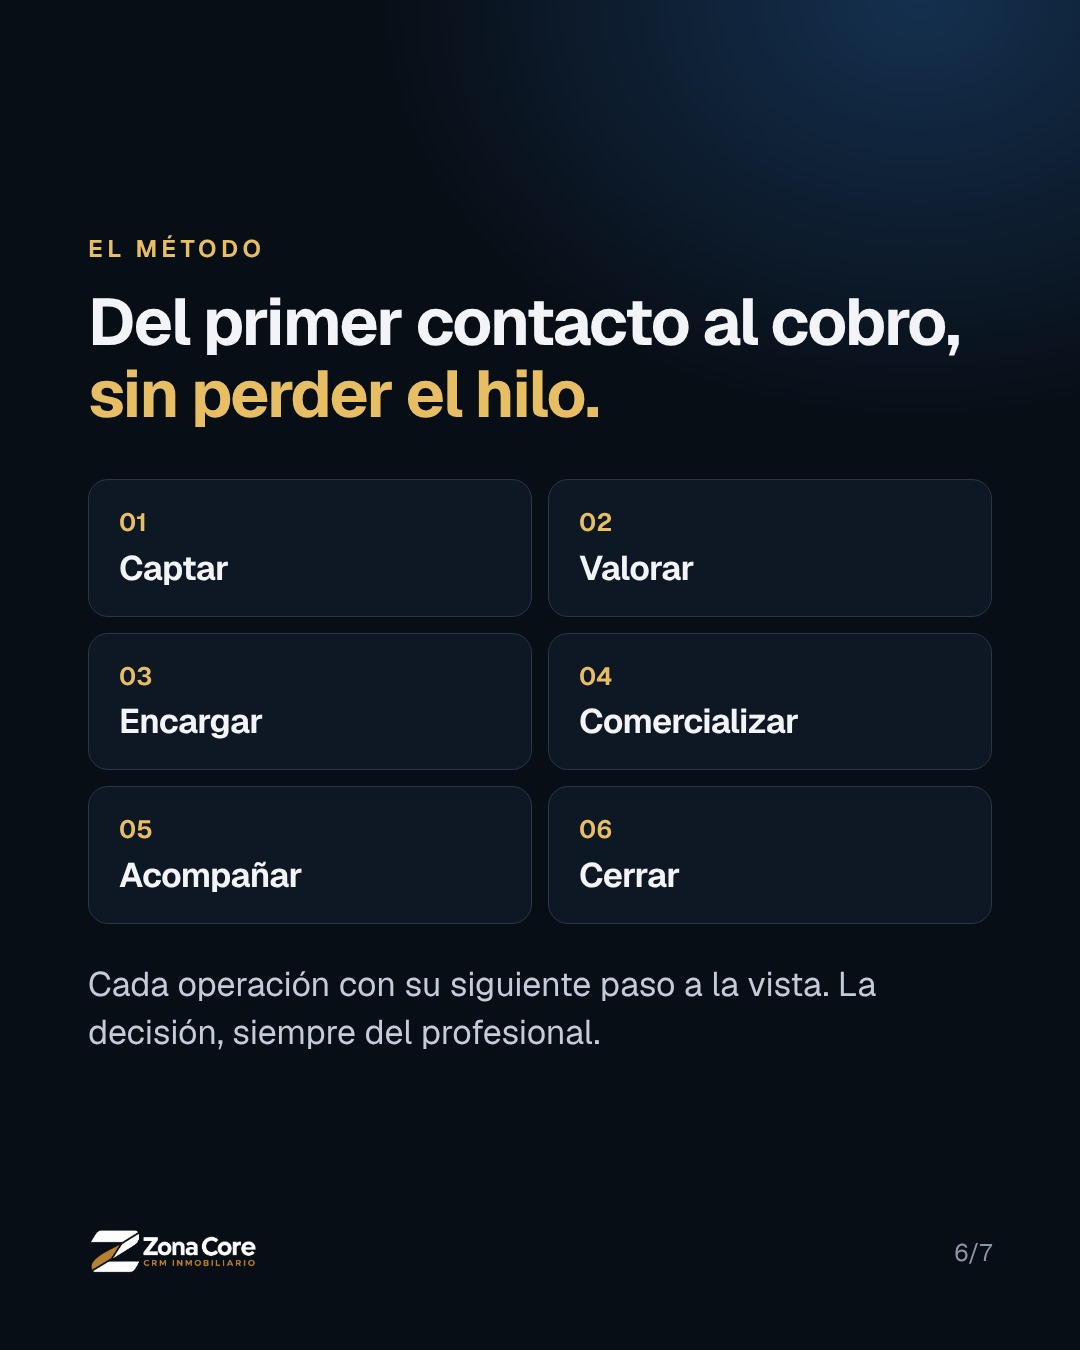 EL MÉTODO
Del primer contacto al cobro,
sin perder el hilo.
01
Captar
02
Valorar
03
Encargar
04
Comercializar
05
Acompañar
06
Cerrar
Cada operación con su siguiente paso a la vista. La
decisión, siempre del profesional.
Zona Core
CRM INMOBILIARIO
6/7